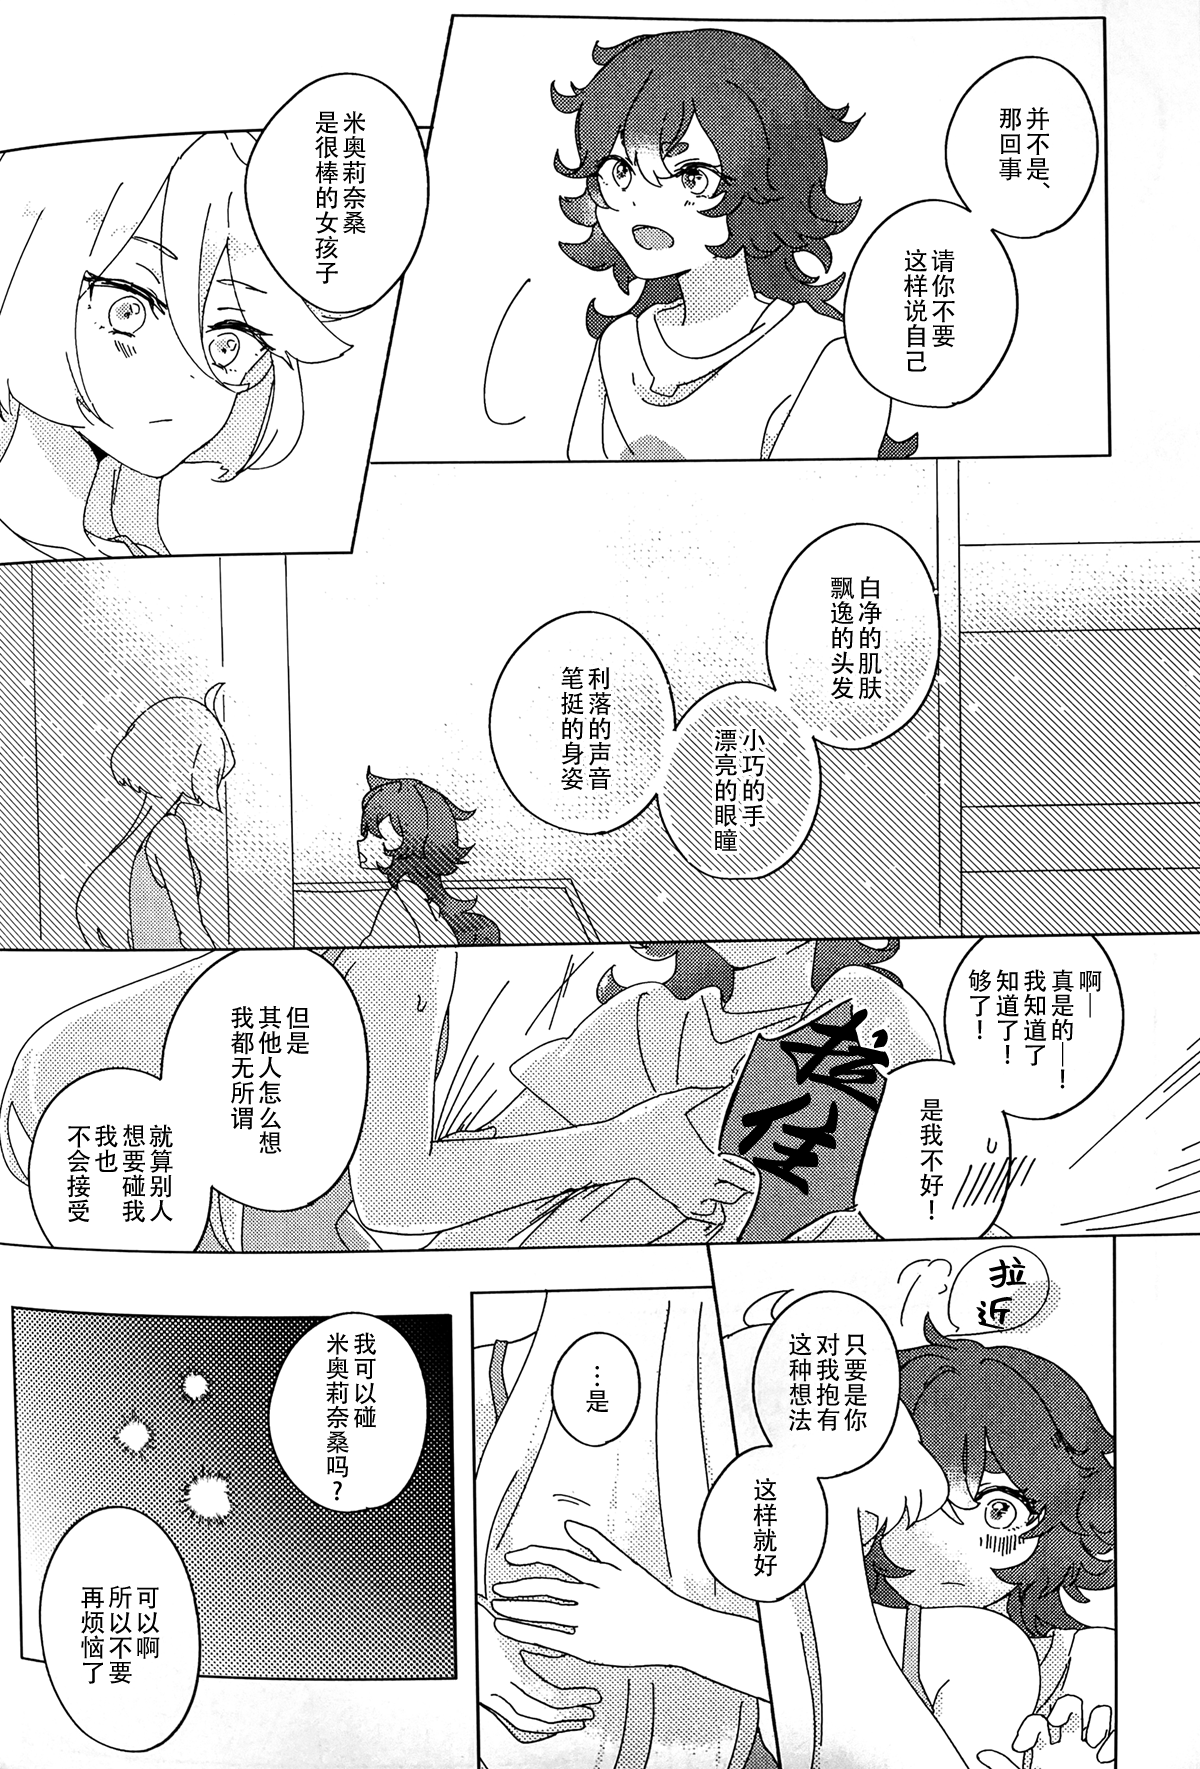 并不是、
那回事
请你不要
这样说自己
米奥莉奈桑
是很棒的女孩子
白净的肌肤
飘逸的头发
小巧的手
漂亮的眼瞳
利落的声音
笔挺的身姿
啊—
真是的—！
我知道了
知道了！
够了！
是我不好！
拉住
但是
其他人怎么想
我都无所谓
就算别人
想要碰我
我也
不会接受
拉近
只要是你
对我抱有
这种想法
这样就好
…是
我可以碰
米奥莉奈桑吗？
可以啊
所以不要
再烦恼了